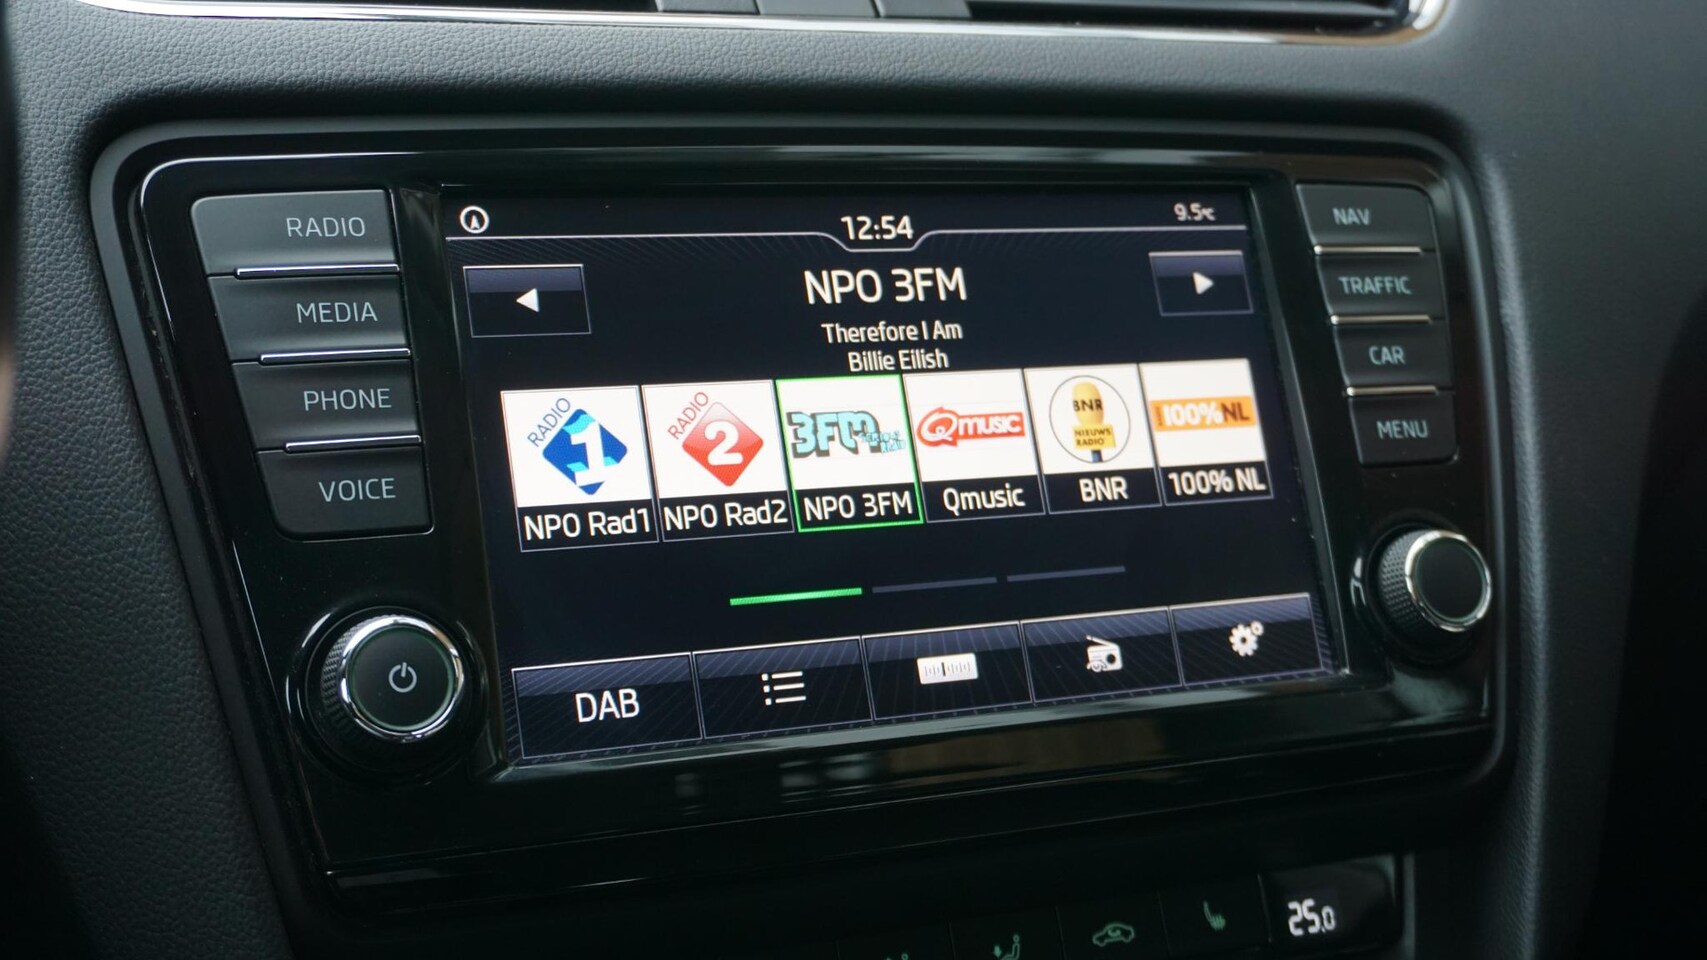 RADIO
MEDIA
PHONE
VOICE
12:54
9.5°C
NPO 3FM
Therefore I Am
Billie Eilish
RADIO 1
RADIO 2
3FM
Qmusic
BNR
NIEUWS
RADIO
100%NL
NPO Rad1
NPO Rad2
NPO 3FM
Qmusic
BNR
100% NL
DAB
NAV
TRAFFIC
CAR
MENU
25.0